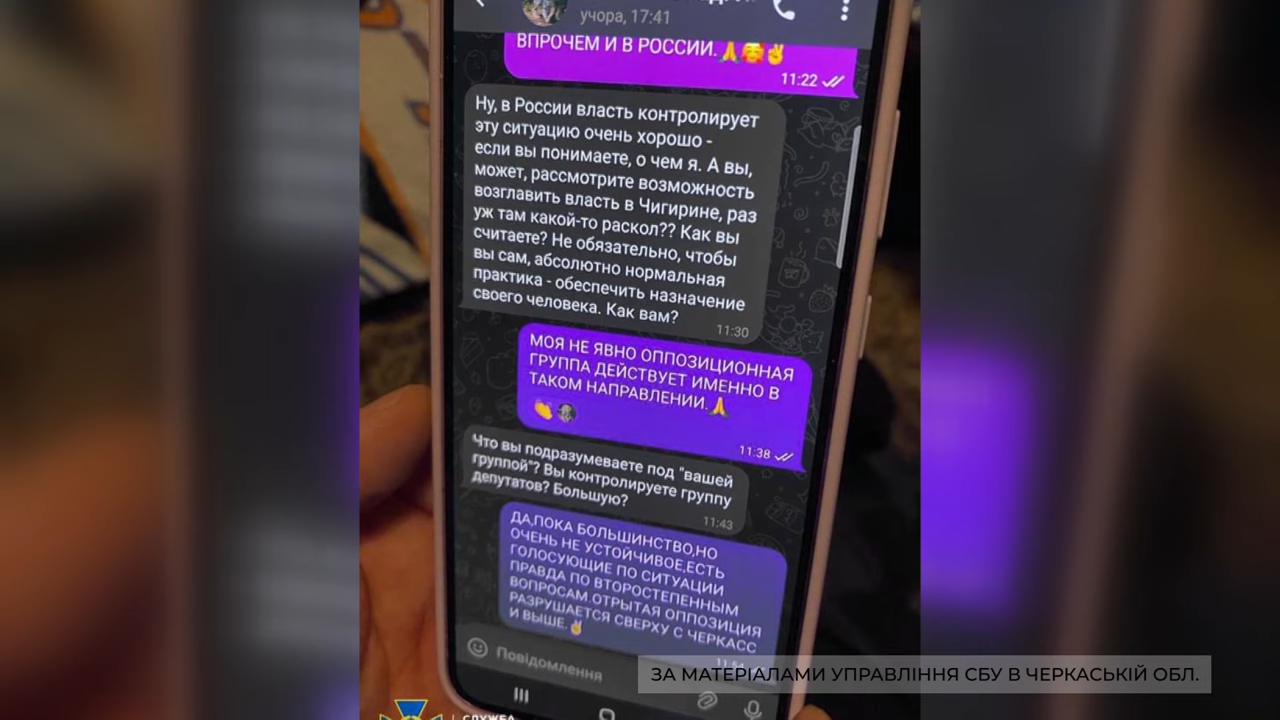 учора, 17:41
ВПРОЧЕМ И В РОССИИ.🙏🥰✌
11:22
Ну, в России власть контролирует
эту ситуацию очень хорошо -
если вы понимаете, о чем я. А вы,
может, рассмотрите возможность
возглавить власть в Чигирине, раз
уж там какой-то раскол?? Как вы
считаете? Не обязательно, чтобы
вы сам, абсолютно нормальная
практика - обеспечить назначение
своего человека. Как вам?
11:30
МОЯ НЕ ЯВНО ОППОЗИЦИОННАЯ
ГРУППА ДЕЙСТВУЕТ ИМЕННО В
ТАКОМ НАПРАВЛЕНИИ.🙏
11:38
Что вы подразумеваете под "вашей
группой"? Вы контролируете группу
депутатов? Большую?
11:43
ДА,ПОКА БОЛЬШИНСТВО,НО
ОЧЕНЬ НЕ УСТОЙЧИВОЕ,ЕСТЬ
ГОЛОСУЮЩИЕ ПО СИТУАЦИИ
ПРАВДА ПО ВТОРОСТЕПЕННЫМ
ВОПРОСАМ.ОТРЫТАЯ ОППОЗИЦИЯ
РАЗРУШАЕТСЯ СВЕРХУ С ЧЕРКАСС
И ВЫШЕ.✌
Повідомлення
ЗА МАТЕРІАЛАМИ УПРАВЛІННЯ СБУ В ЧЕРКАСЬКІЙ ОБЛ.
СЛУЖБА